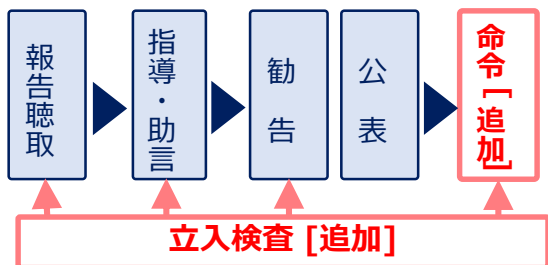 報告聴取
指導・助言
勧告
公表
命令[追加]
立入検査 [追加]